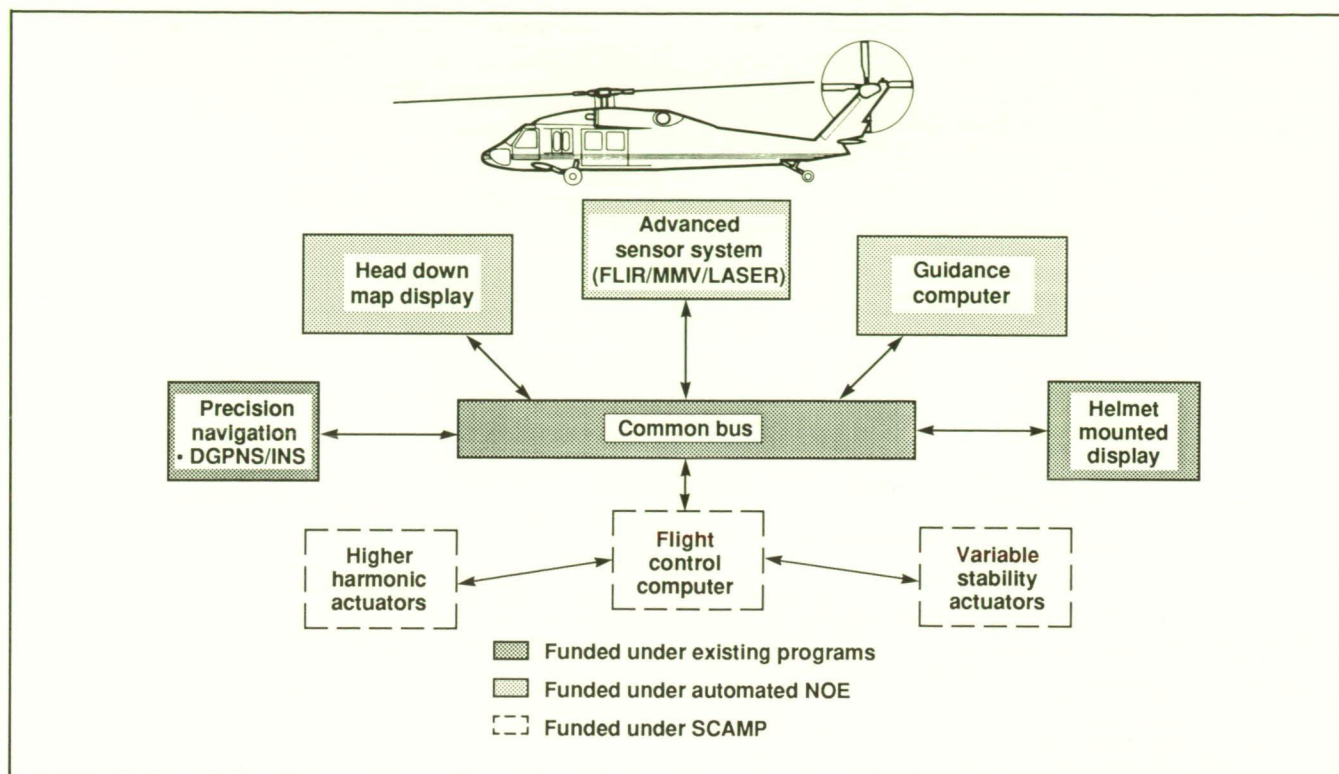 Advanced
sensor system
(FLIR/MMV/LASER)
Head down
map display
Guidance
computer
Precision
navigation
• DGPNS/INS
Common bus
Helmet
mounted
display
Higher
harmonic
actuators
Flight
control
computer
Variable
stability
actuators
Funded under existing programs
Funded under automated NOE
Funded under SCAMP